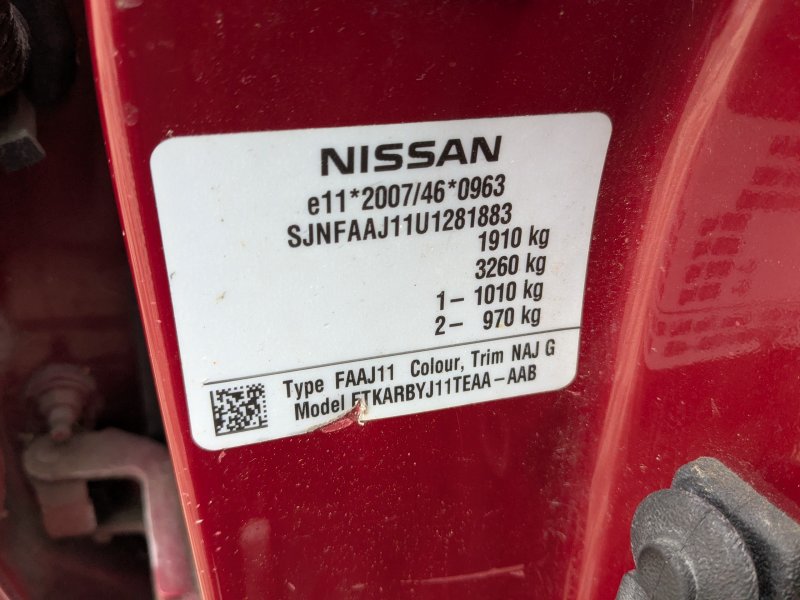 NISSAN
e11*2007/46*0963
SJNFAAJ11U1281883
1910 kg
3260 kg
1– 1010 kg
2– 970 kg
Type FAAJ11 Colour, Trim NAJ G
Model FTKARBYJ11TEAA–AAB